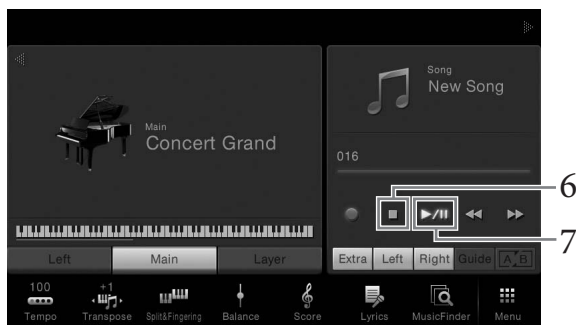 Main
Concert Grand
Song
New Song
016
6
7
Left
Main
Layer
Extra
Left
Right
Guide
A B
100
+1
Tempo
Transpose
Split&Fingering
Balance
Score
Lyrics
MusicFinder
Menu